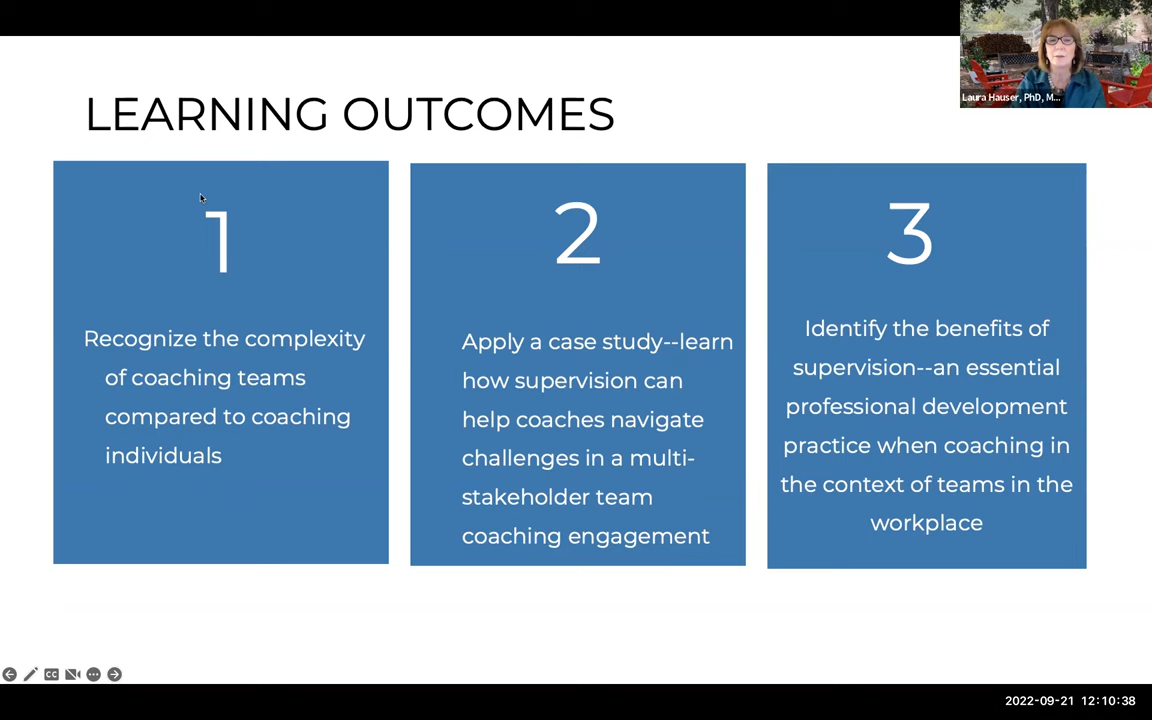 Laura Hauser, PhD, M...
LEARNING OUTCOMES
1
Recognize the complexity
of coaching teams
compared to coaching
individuals
2
Apply a case study--learn
how supervision can
help coaches navigate
challenges in a multi-
stakeholder team
coaching engagement
3
Identify the benefits of
supervision--an essential
professional development
practice when coaching in
the context of teams in the
workplace
CC
2022-09-21 12:10:38